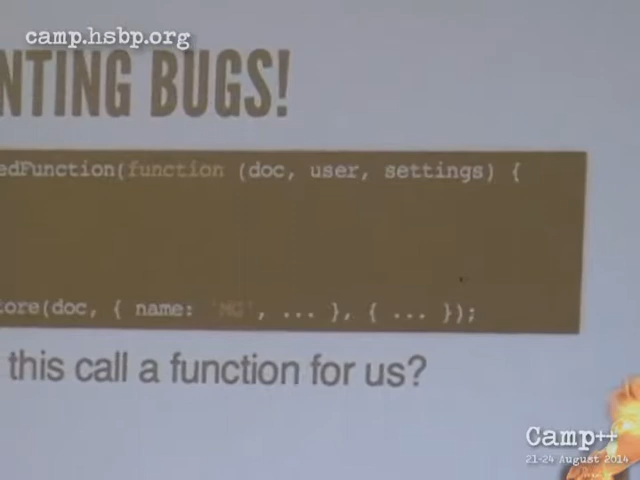 camp.hsbp.org
NTING BUGS!
edFunction(function (doc, user, settings) {
ore(doc, { name: 'MG', ... }, { ... });
this call a function for us?
Camp++
21-24 August 2014